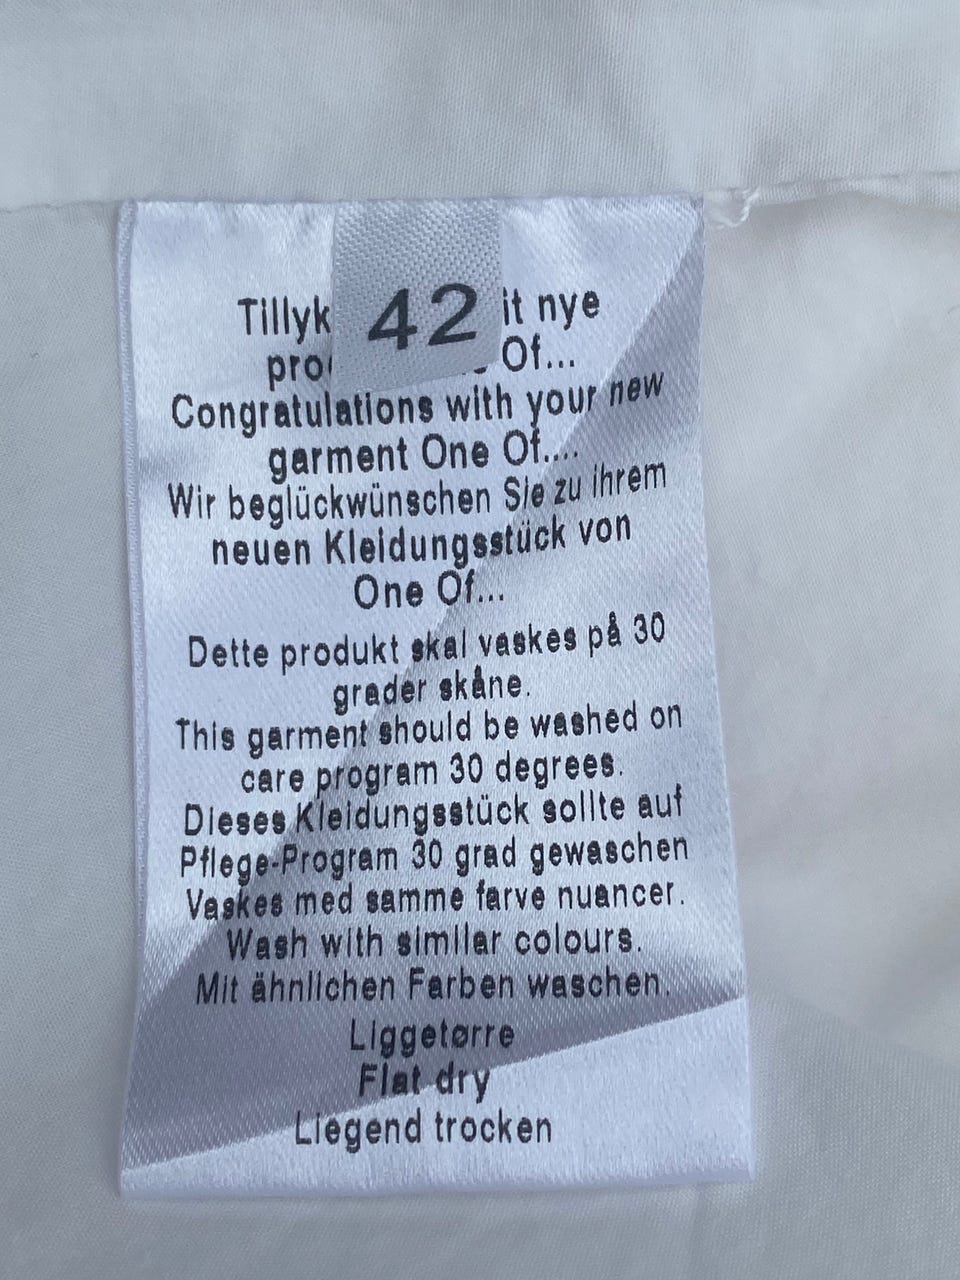 42
it nye
Of...
Congratulations with your new
garment One Of....
Wir beglückwünschen Sie zu ihrem
neuen Kleidungsstück von
One Of...
Dette produkt skal vaskes på 30
grader skåne.
This garment should be washed on
care program 30 degrees.
Dieses Kleidungsstück sollte auf
Pflege-Program 30 grad gewaschen
Vaskes med samme farve nuancer.
Wash with similar colours.
Mit ähnlichen Farben waschen.
Liggetørre
Flat dry
Liegend trocken